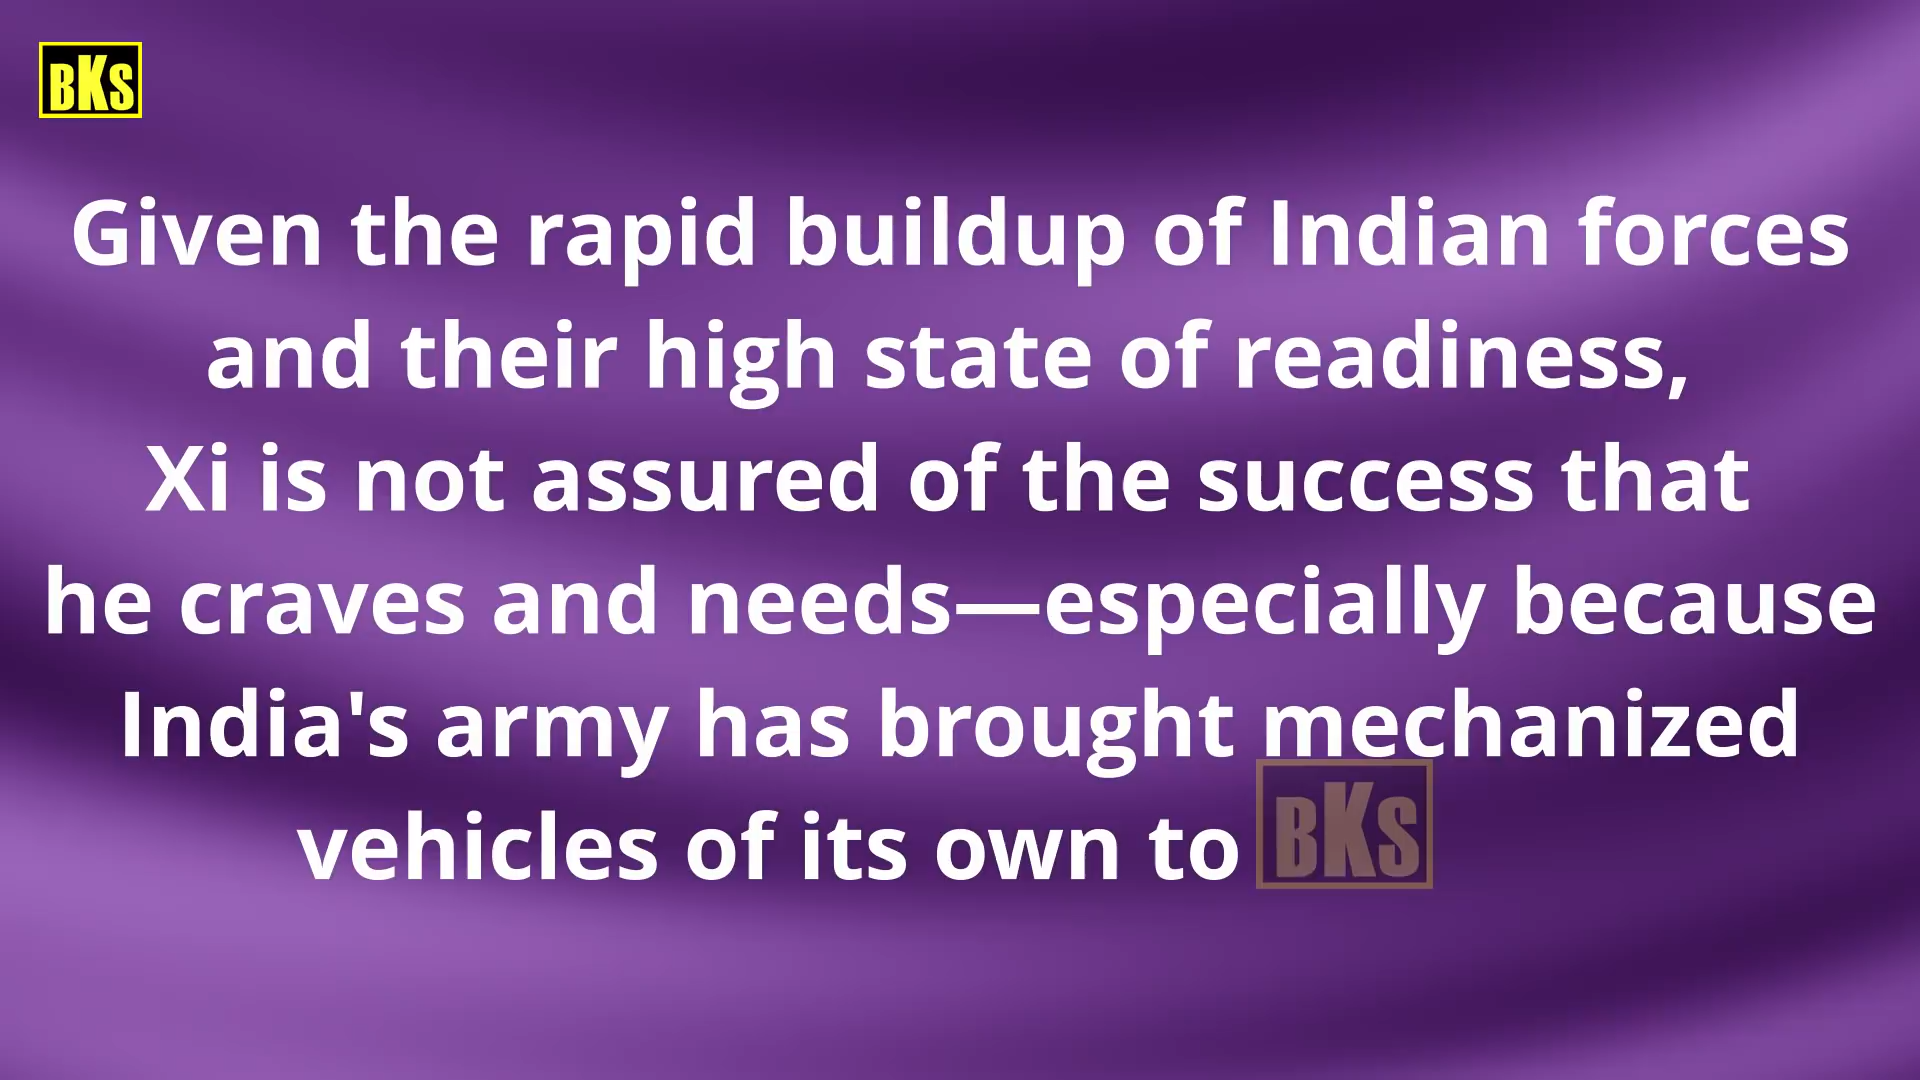 BKS
Given the rapid buildup of Indian forces
and their high state of readiness,
Xi is not assured of the success that
he craves and needs—especially because
India's army has brought mechanized
vehicles of its own to
BKS